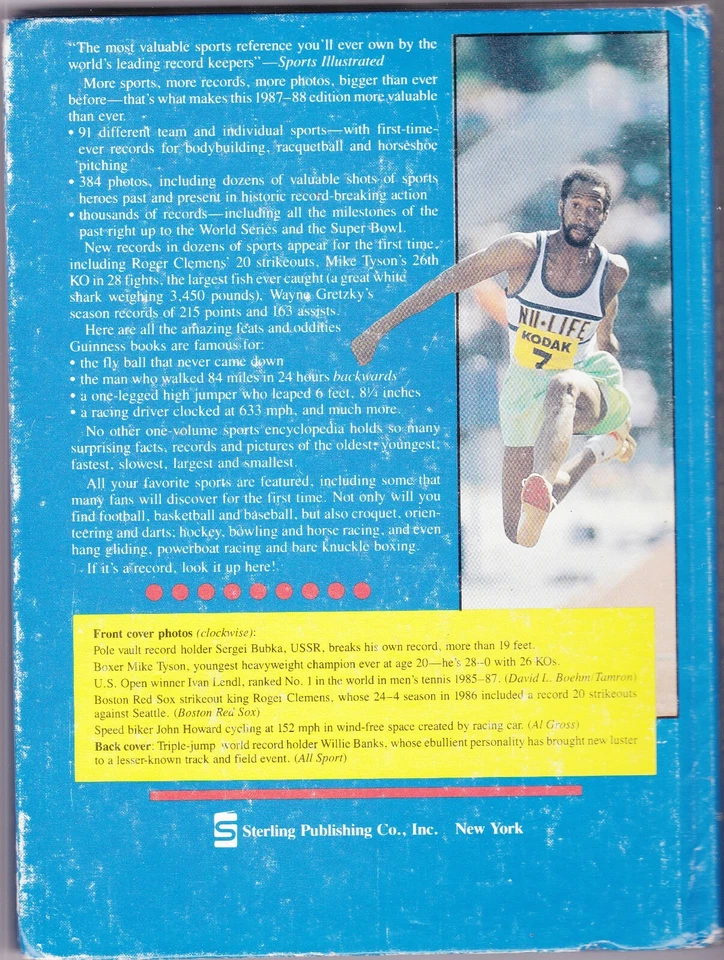 "The most valuable sports reference you'll ever own by the
world's leading record keepers"—Sports Illustrated
More sports, more records, more photos, bigger than ever
before—that's what makes this 1987–88 edition more valuable
than ever.
• 91 different team and individual sports—with first-time-
ever records for bodybuilding, racquetball and horseshoe
pitching
• 384 photos, including dozens of valuable shots of sports
heroes past and present in historic record-breaking action
• thousands of records—including all the milestones of the
past right up to the World Series and the Super Bowl.
New records in dozens of sports appear for the first time,
including Roger Clemens' 20 strikeouts, Mike Tyson's 26th
KO in 28 fights, the largest fish ever caught (a great white
shark weighing 3,450 pounds), Wayne Gretzky's
season records of 215 points and 163 assists.
Here are all the amazing feats and oddities
Guinness books are famous for:
• the fly ball that never came down
• the man who walked 84 miles in 24 hours backwards
• a one-legged high jumper who leaped 6 feet, 8¼ inches
• a racing driver clocked at 633 mph, and much more.
No other one-volume sports encyclopedia holds so many
surprising facts, records and pictures of the oldest, youngest,
fastest, slowest, largest and smallest.
All your favorite sports are featured, including some that
many fans will discover for the first time. Not only will you
find football, basketball and baseball, but also croquet, orien-
teering and darts; hockey, bowling and horse racing, and even
hang gliding, powerboat racing and bare knuckle boxing.
If it's a record, look it up here!
NU·LIFE
KODAK
7
Front cover photos (clockwise):
Pole vault record holder Sergei Bubka, USSR, breaks his own record, more than 19 feet.
Boxer Mike Tyson, youngest heavyweight champion ever at age 20—he's 28–0 with 26 KOs.
U.S. Open winner Ivan Lendl, ranked No. 1 in the world in men's tennis 1985–87. (David L. Boehm/Tamron)
Boston Red Sox strikeout king Roger Clemens, whose 24–4 season in 1986 included a record 20 strikeouts
against Seattle. (Boston Red Sox)
Speed biker John Howard cycling at 152 mph in wind-free space created by racing car. (Al Gross)
Back cover: Triple-jump world record holder Willie Banks, whose ebullient personality has brought new luster
to a lesser-known track and field event. (All Sport)
Sterling Publishing Co., Inc. New York